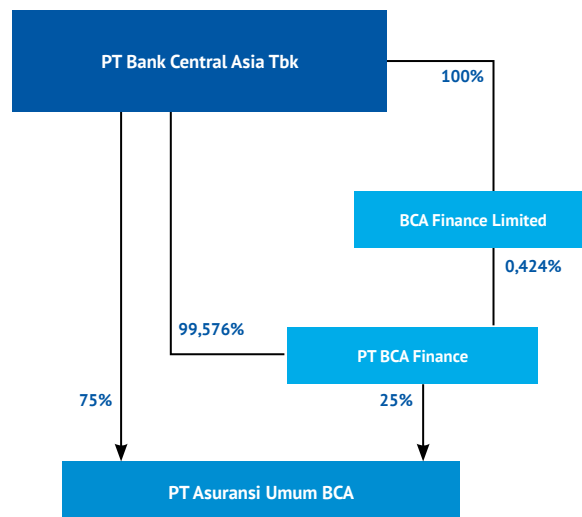 PT Bank Central Asia Tbk
100%
BCA Finance Limited
0,424%
99,576%
PT BCA Finance
75%
25%
PT Asuransi Umum BCA